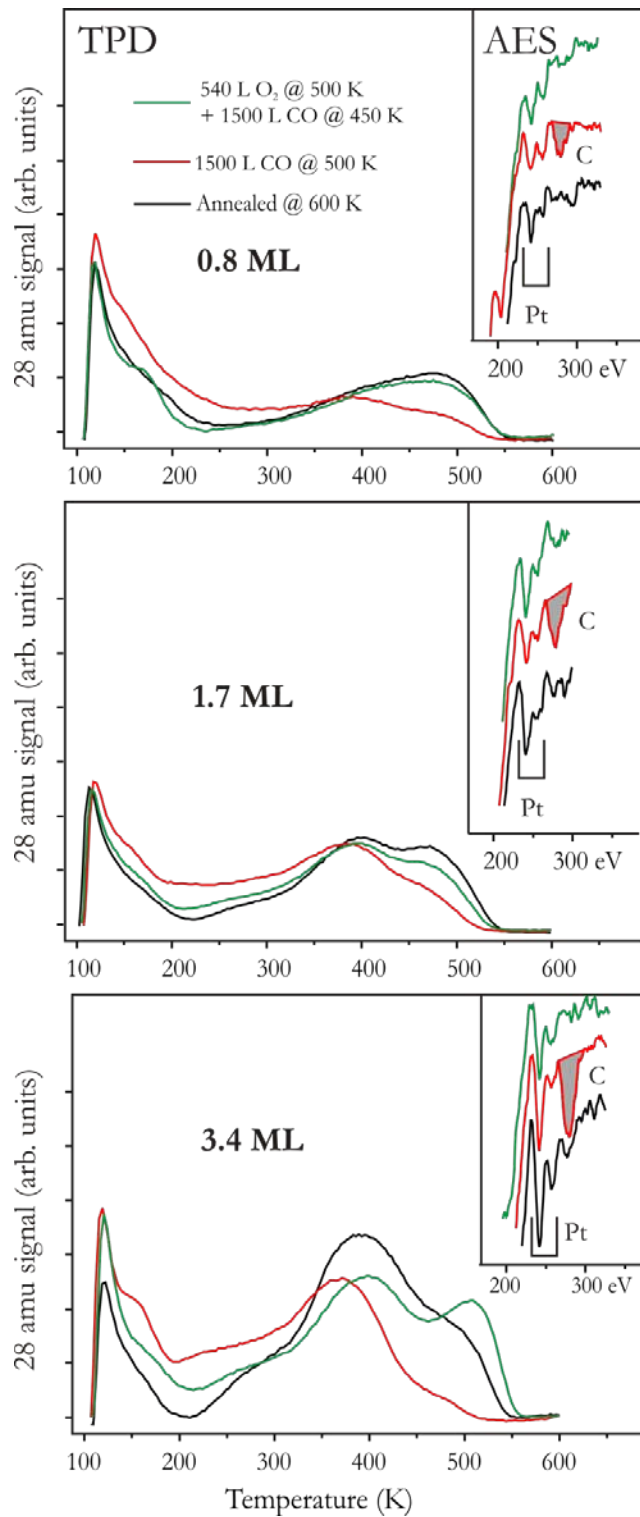 TPD
AES
540 L O₂ @ 500 K
+ 1500 L CO @ 450 K
1500 L CO @ 500 K
Annealed @ 600 K
0.8 ML
C
Pt
200 300 eV
28 amu signal (arb. units)
100 200 300 400 500 600
1.7 ML
C
Pt
200 300 eV
28 amu signal (arb. units)
100 200 300 400 500 600
3.4 ML
C
Pt
200 300 eV
28 amu signal (arb. units)
100 200 300 400 500 600
Temperature (K)